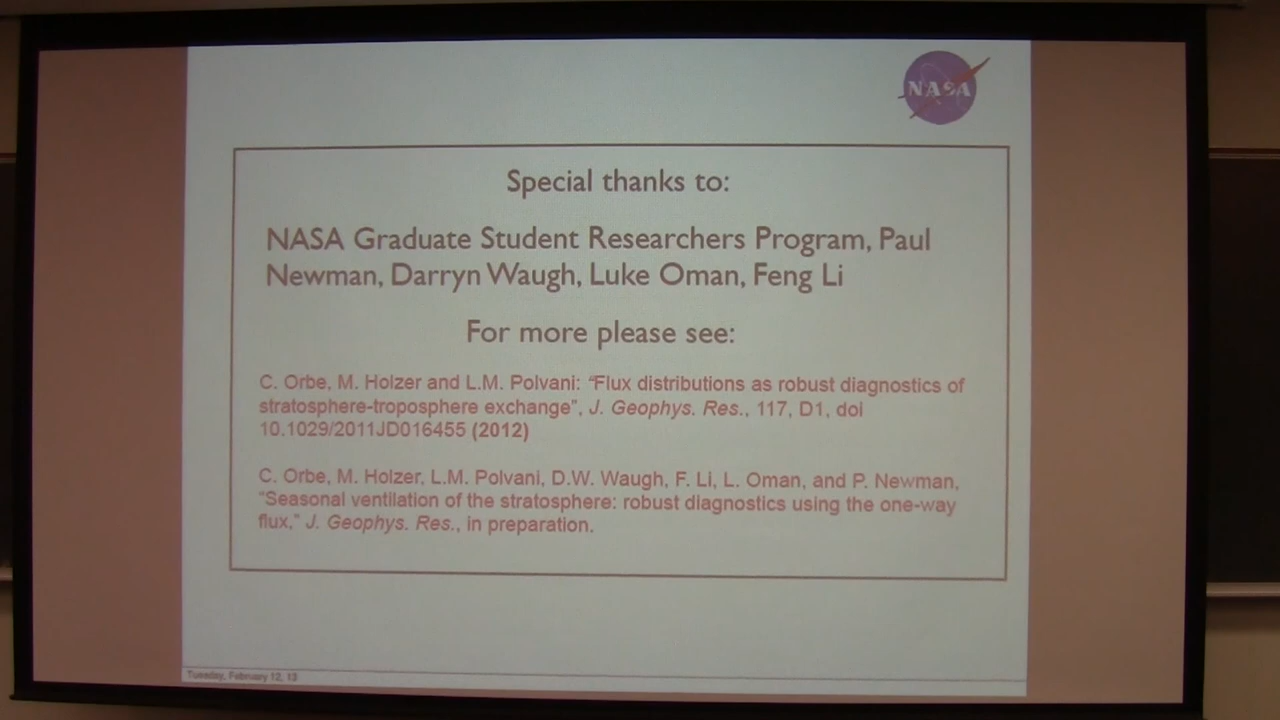 NASA
Special thanks to:
NASA Graduate Student Researchers Program, Paul
Newman, Darryn Waugh, Luke Oman, Feng Li
For more please see:
C. Orbe, M. Holzer and L.M. Polvani: “Flux distributions as robust diagnostics of
stratosphere-troposphere exchange”, J. Geophys. Res., 117, D1, doi
10.1029/2011JD016455 (2012)
C. Orbe, M. Holzer, L.M. Polvani, D.W. Waugh, F. Li, L. Oman, and P. Newman,
“Seasonal ventilation of the stratosphere: robust diagnostics using the one-way
flux,” J. Geophys. Res., in preparation.
Tuesday, February 12, 13